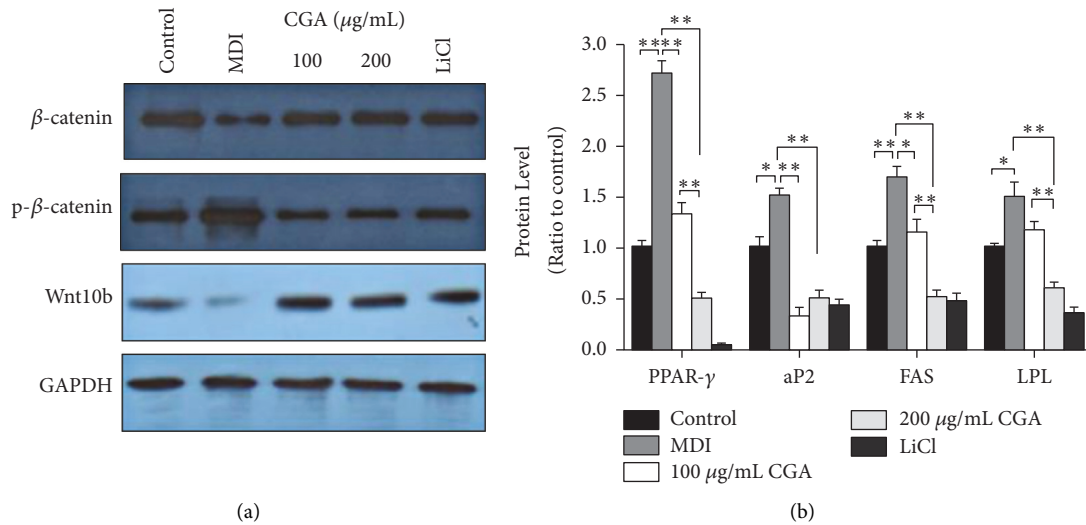 CGA (μg/mL)
Control
MDI
100
200
LiCl
β-catenin
p-β-catenin
Wnt10b
GAPDH
(a)
Protein Level
(Ratio to control)
3.0
2.5
2.0
1.5
1.0
0.5
0.0
**
****
**
**
*
**
**
**
*
**
**
*
**
**
PPAR-γ
aP2
FAS
LPL
Control
MDI
100 μg/mL CGA
200 μg/mL CGA
LiCl
(b)